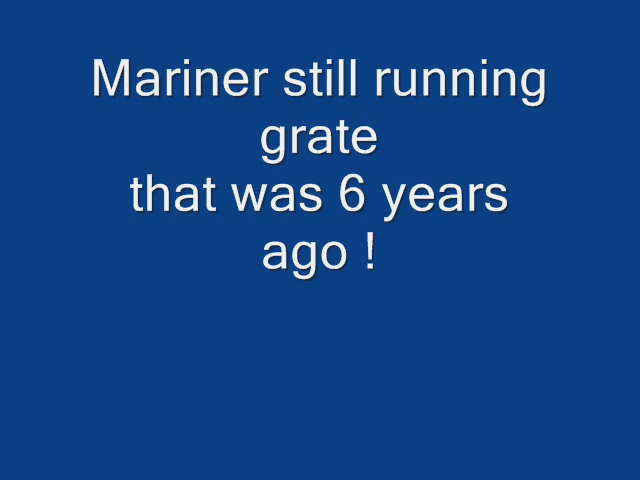 Mariner still running
grate
that was 6 years
ago !